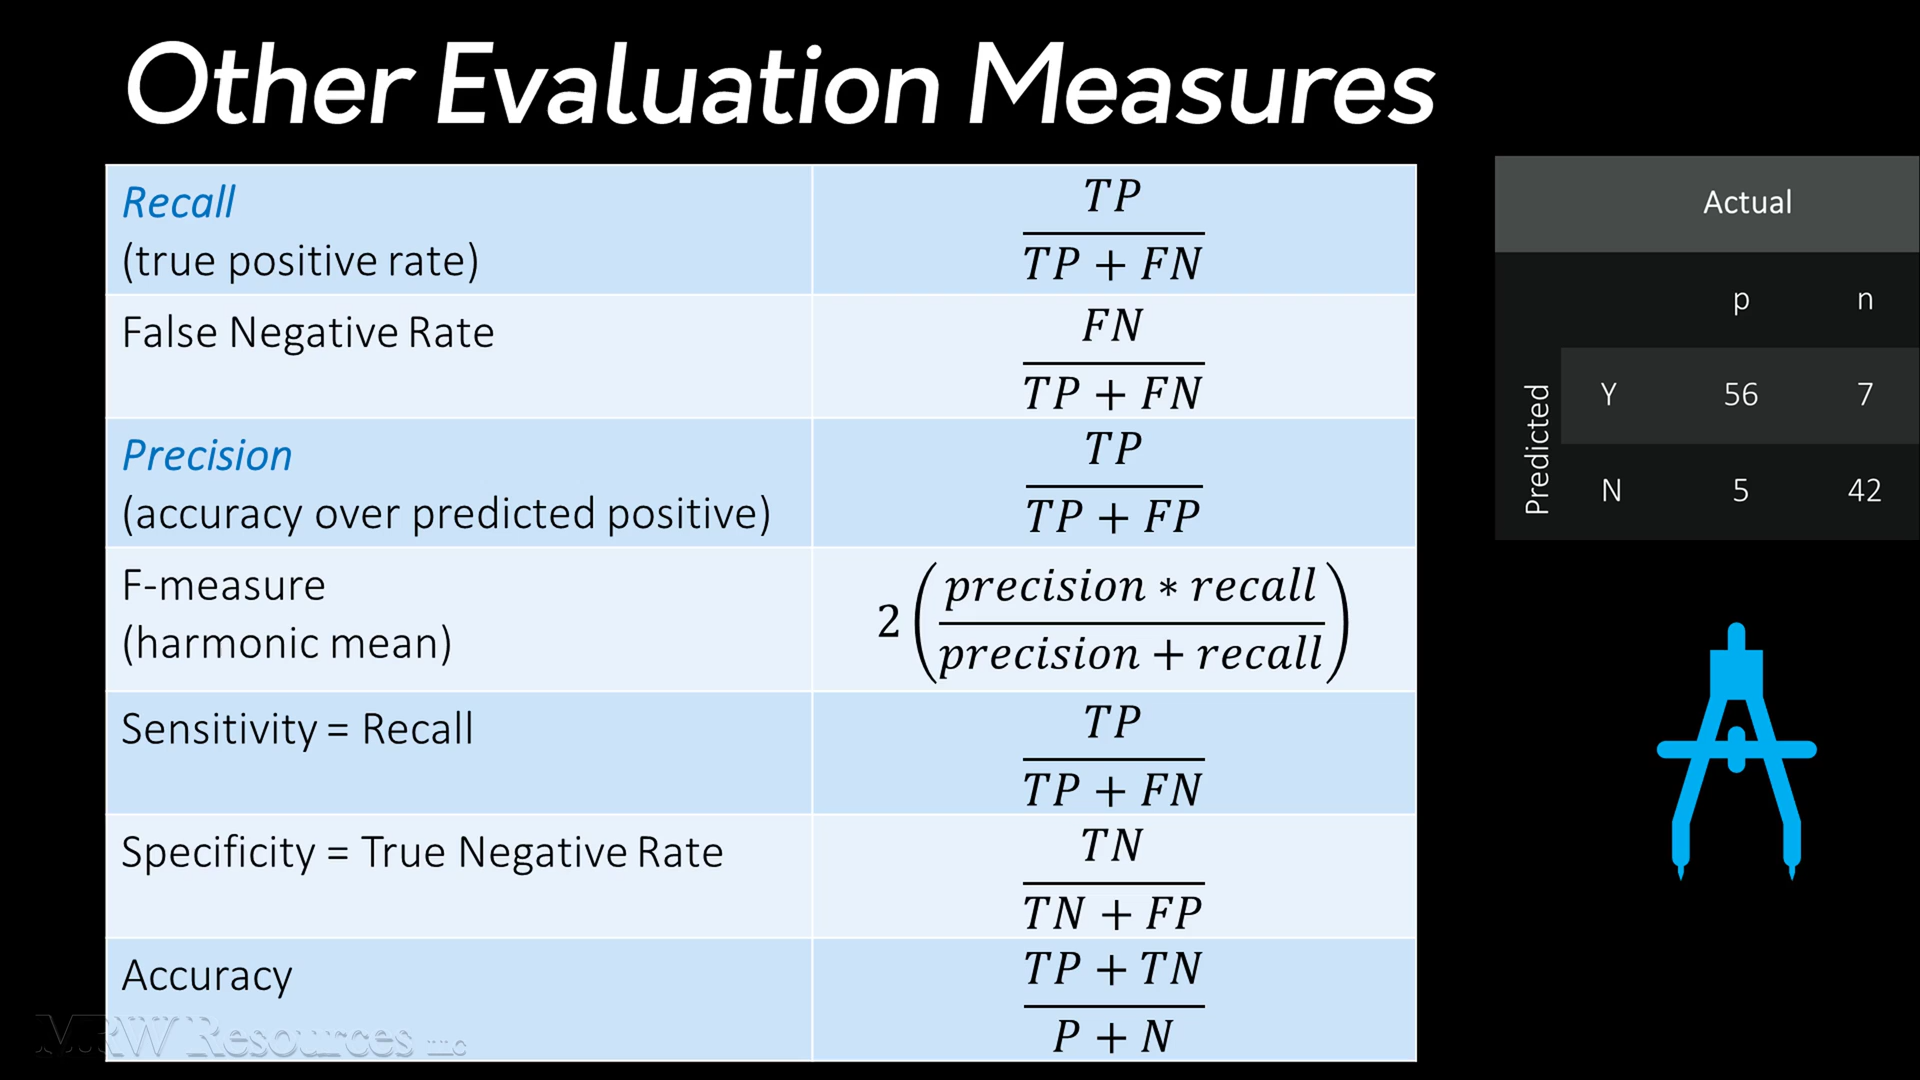 Other Evaluation Measures
Recall
(true positive rate)
TP
TP + FN
False Negative Rate
FN
TP + FN
Precision
(accuracy over predicted positive)
TP
TP + FP
F-measure
(harmonic mean)
2 (precision * recall
precision + recall)
Sensitivity = Recall
TP
TP + FN
Specificity = True Negative Rate
TN
TN + FP
Accuracy
TP + TN
P + N
Actual
p n
Predicted
Y 56 7
N 5 42
MRW Resources LLC